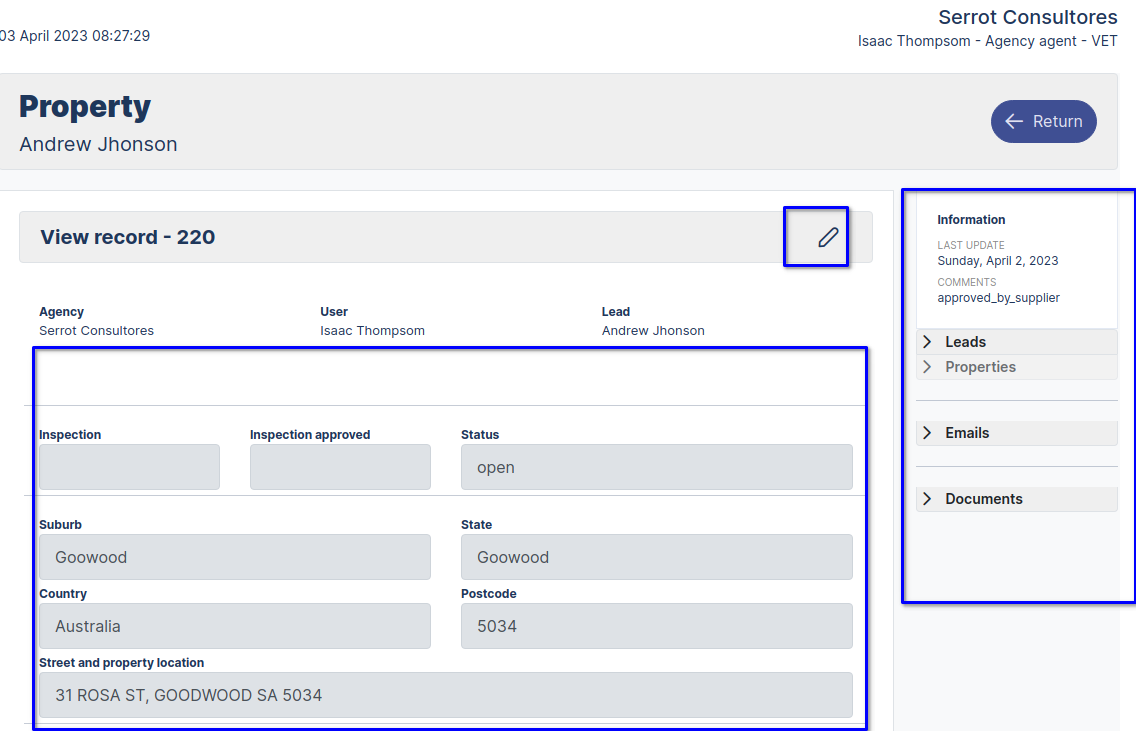 Serrot Consultores
03 April 2023 08:27:29
Isaac Thompsom - Agency agent - VET
Property
Andrew Jhonson
Return
View record - 220
Agency
Serrot Consultores
User
Isaac Thompsom
Lead
Andrew Jhonson
Inspection
Inspection approved
Status
open
Suburb
Goowood
State
Goowood
Country
Australia
Postcode
5034
Street and property location
31 ROSA ST, GOODWOOD SA 5034
Information
LAST UPDATE
Sunday, April 2, 2023
COMMENTS
approved_by_supplier
Leads
Properties
Emails
Documents